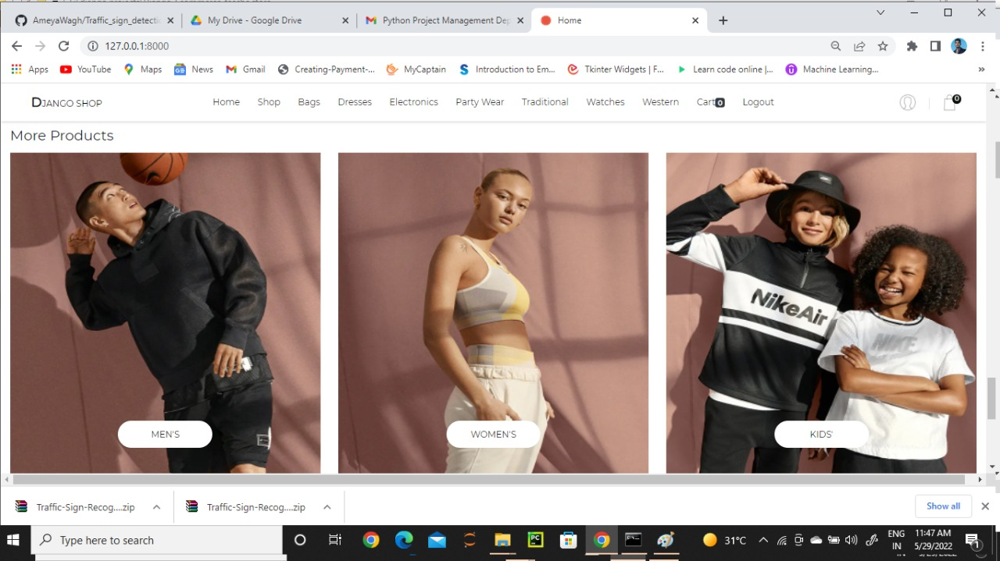 AmeyaWagh/Traffic_sign_detectic
My Drive - Google Drive
Python Project Management Dep
Home
127.0.0.1:8000
Apps
YouTube
Maps
News
Gmail
Creating-Payment-...
MyCaptain
Introduction to Em...
Tkinter Widgets | F...
Learn code online |...
Machine Learning...
»
DJANGO SHOP
Home
Shop
Bags
Dresses
Electronics
Party Wear
Traditional
Watches
Western
Cart 0
Logout
0
More Products
NikeAir
NIKE
MEN'S
WOMEN'S
KIDS'
Traffic-Sign-Recog....zip
Traffic-Sign-Recog....zip
Show all
Type here to search
PC
31°C
ENG
IN
11:47 AM
5/29/2022
1